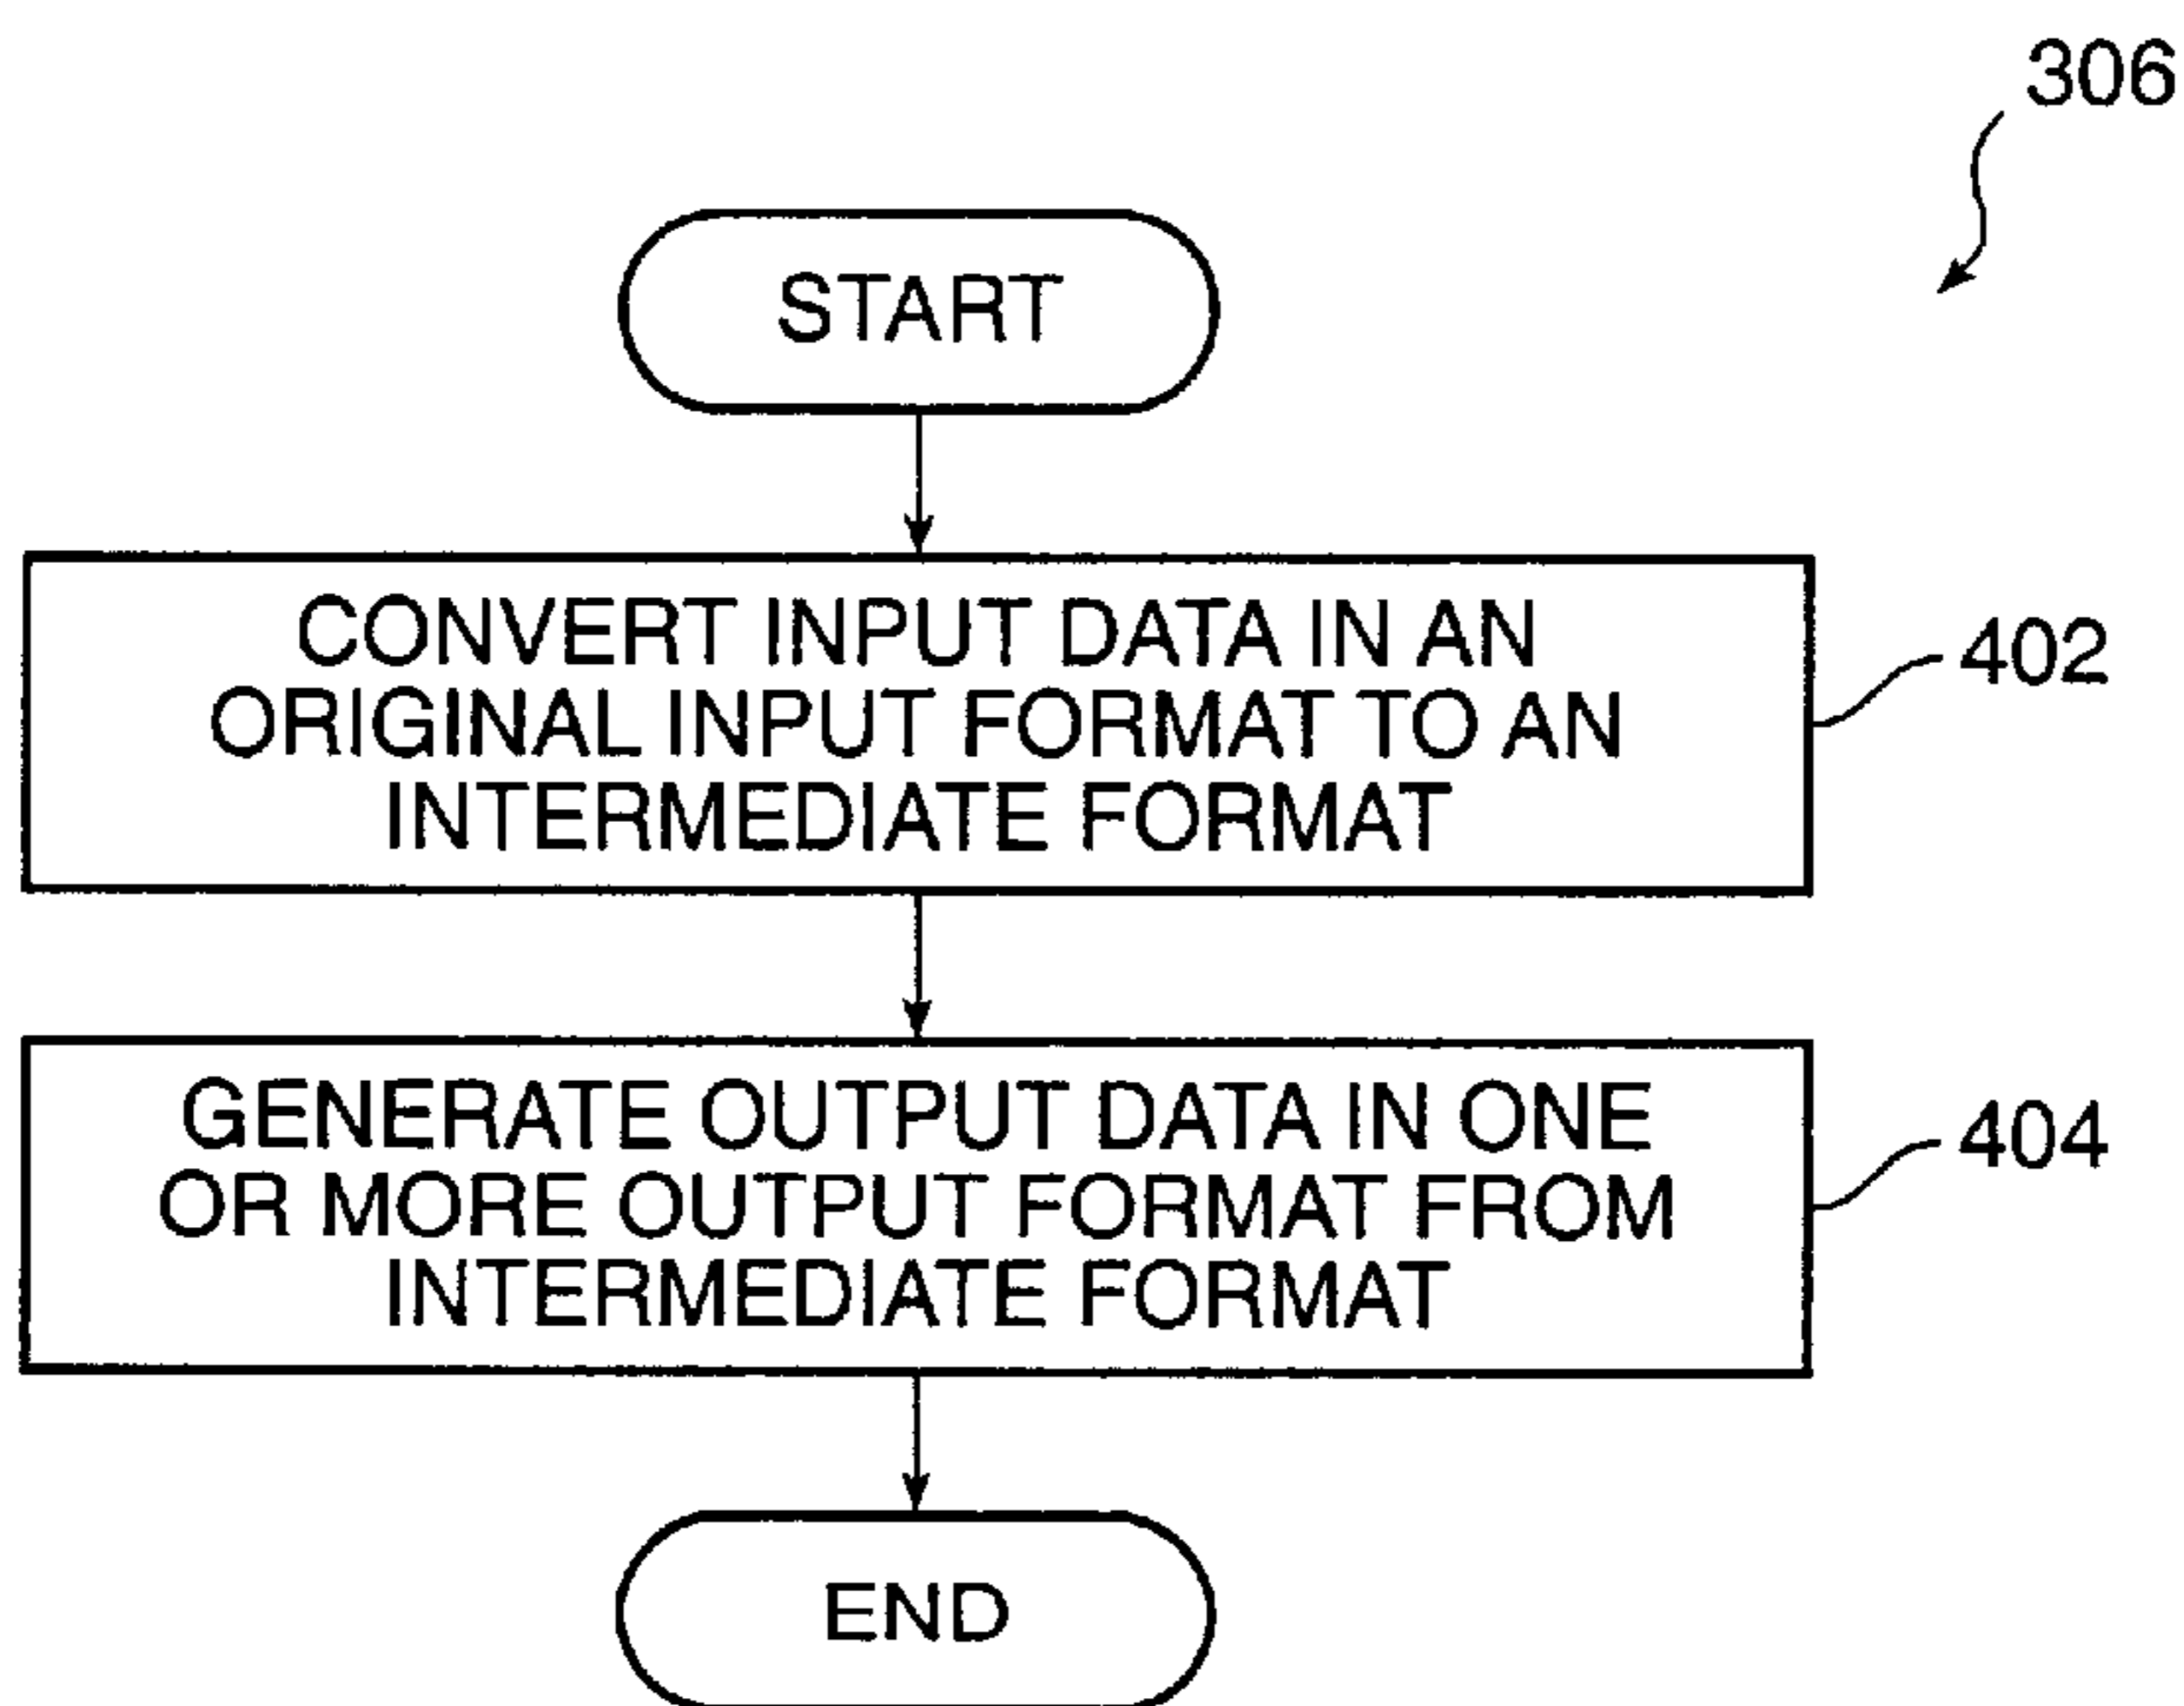 306
START
CONVERT INPUT DATA IN AN
ORIGINAL INPUT FORMAT TO AN
INTERMEDIATE FORMAT
402
GENERATE OUTPUT DATA IN ONE
OR MORE OUTPUT FORMAT FROM
INTERMEDIATE FORMAT
404
END